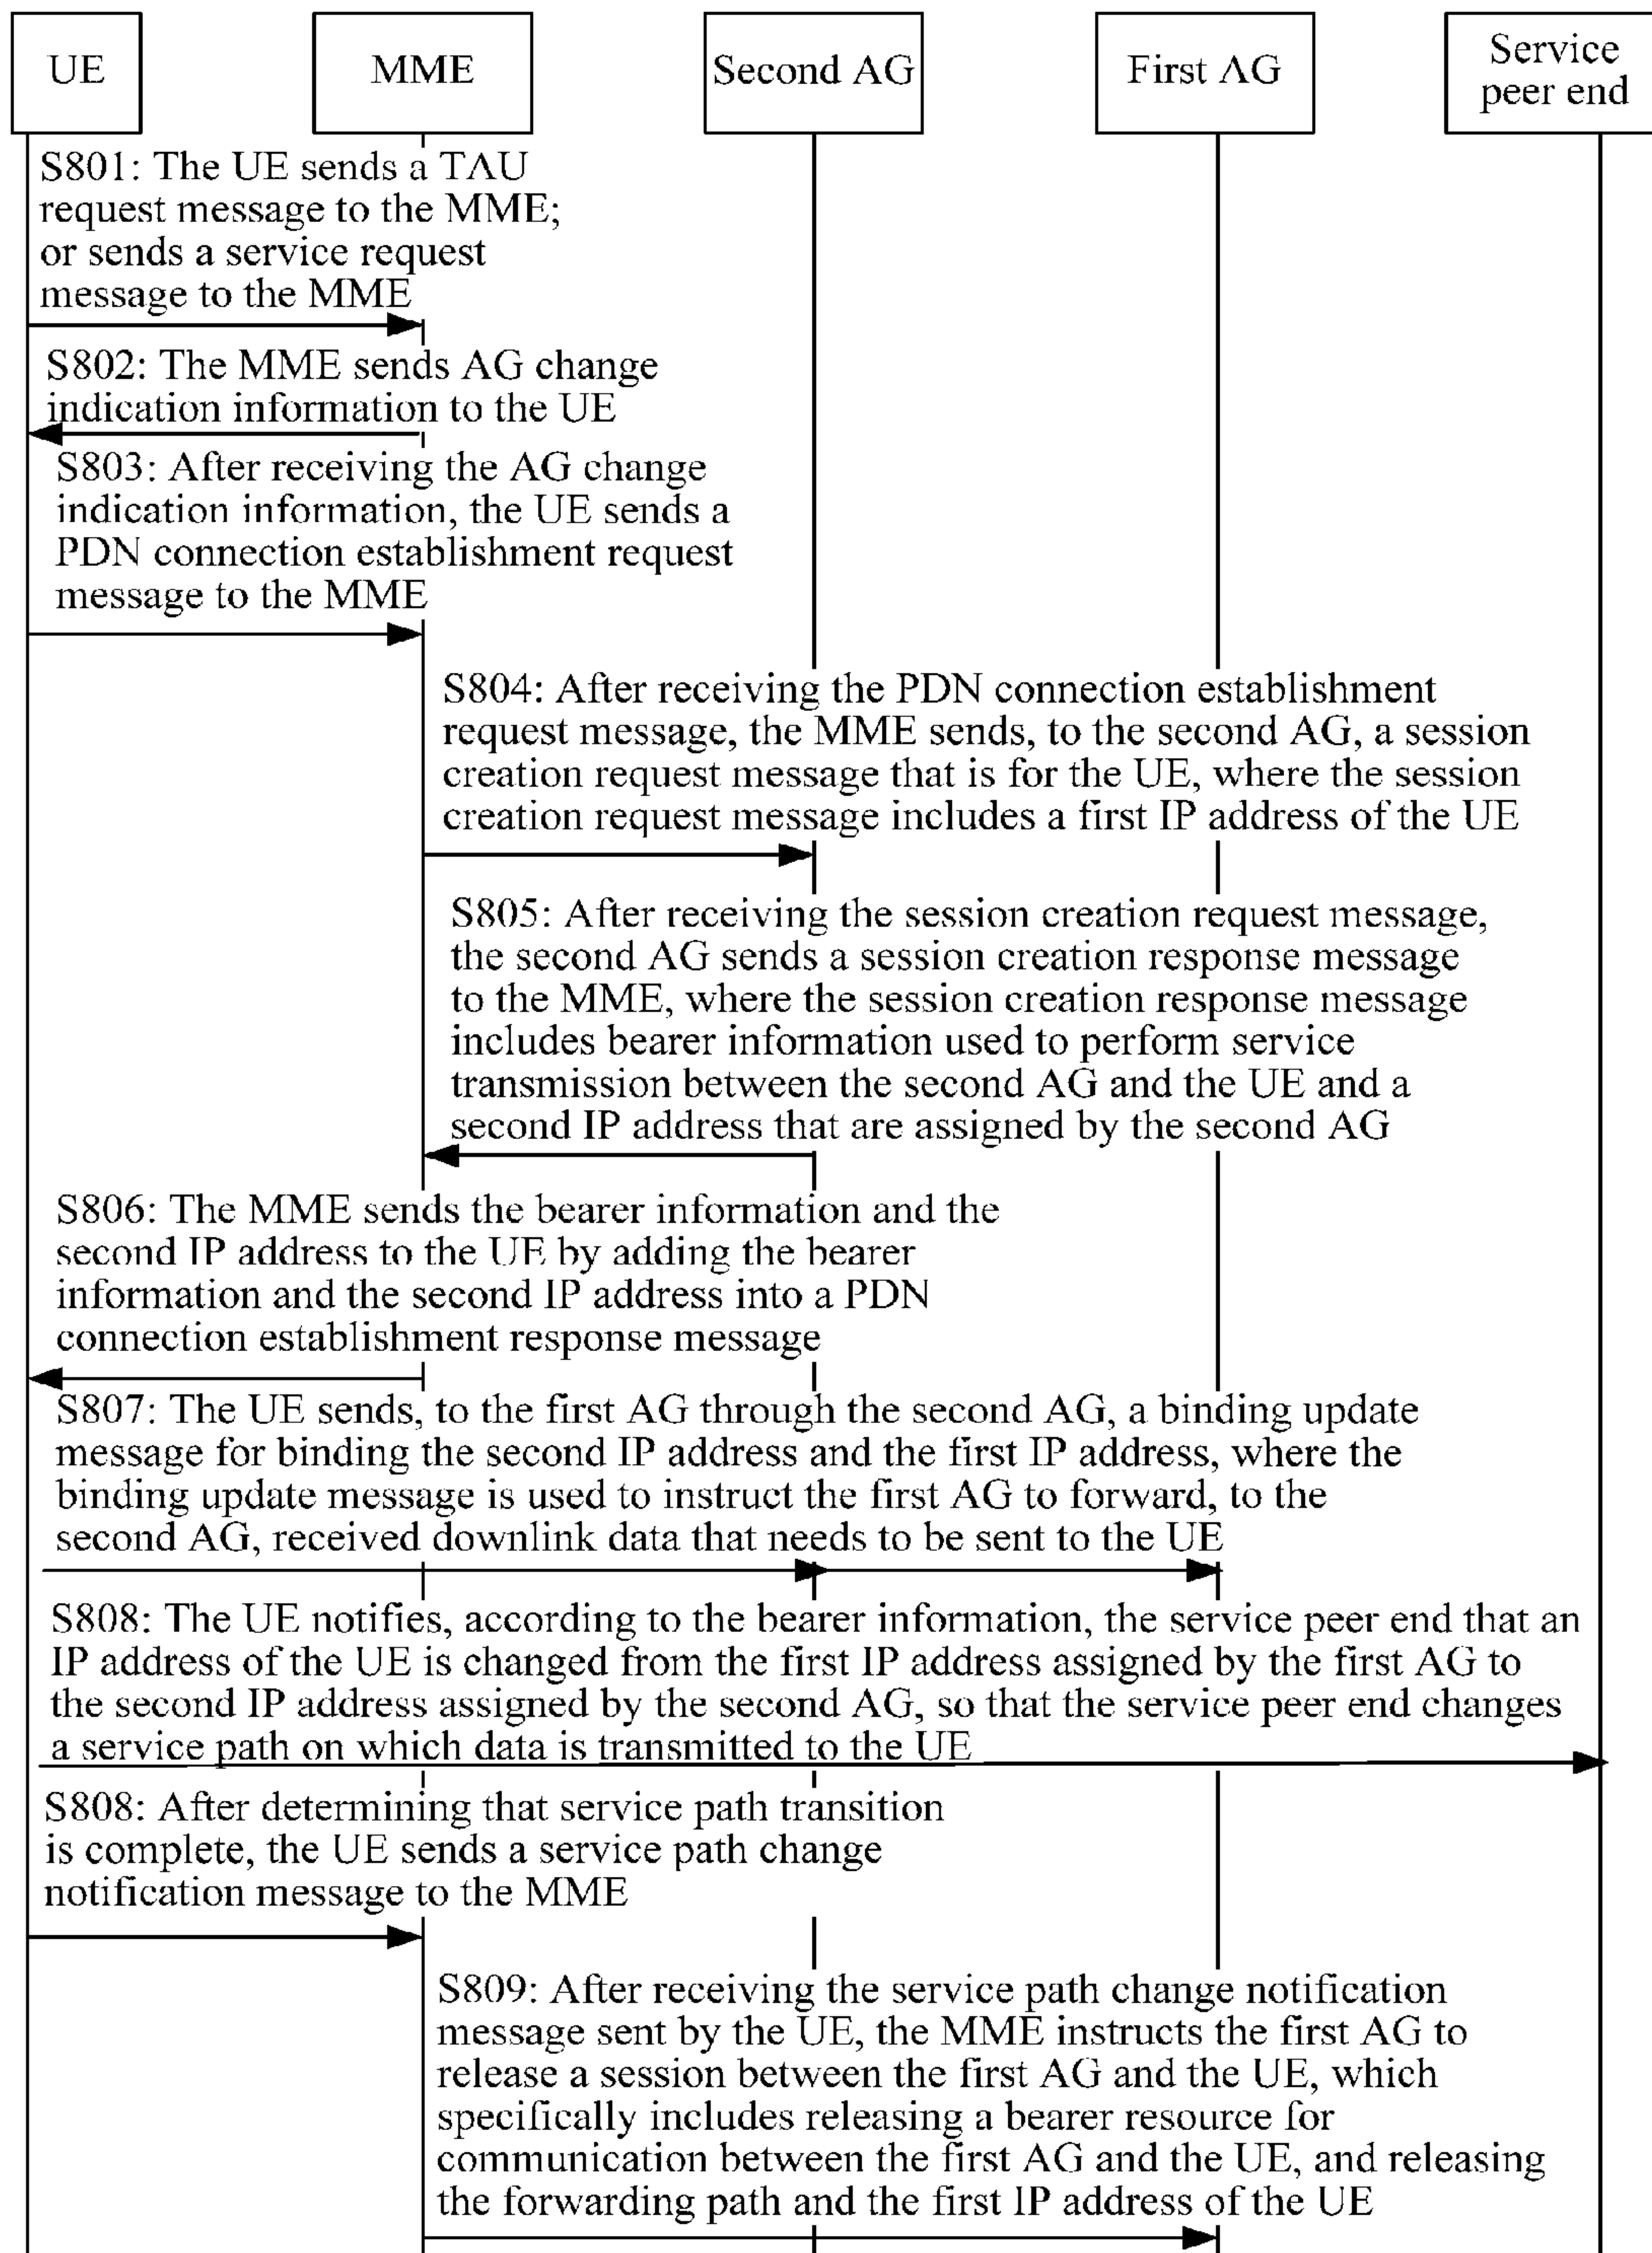 UE
MME
Second AG
First AG
Service
peer end
S801: The UE sends a TAU
request message to the MME;
or sends a service request
message to the MME
S802: The MME sends AG change
indication information to the UE
S803: After receiving the AG change
indication information, the UE sends a
PDN connection establishment request
message to the MME
S804: After receiving the PDN connection establishment
request message, the MME sends, to the second AG, a session
creation request message that is for the UE, where the session
creation request message includes a first IP address of the UE
S805: After receiving the session creation request message,
the second AG sends a session creation response message
to the MME, where the session creation response message
includes bearer information used to perform service
transmission between the second AG and the UE and a
second IP address that are assigned by the second AG
S806: The MME sends the bearer information and the
second IP address to the UE by adding the bearer
information and the second IP address into a PDN
connection establishment response message
S807: The UE sends, to the first AG through the second AG, a binding update
message for binding the second IP address and the first IP address, where the
binding update message is used to instruct the first AG to forward, to the
second AG, received downlink data that needs to be sent to the UE
S808: The UE notifies, according to the bearer information, the service peer end that an
IP address of the UE is changed from the first IP address assigned by the first AG to
the second IP address assigned by the second AG, so that the service peer end changes
a service path on which data is transmitted to the UE
S808: After determining that service path transition
is complete, the UE sends a service path change
notification message to the MME
S809: After receiving the service path change notification
message sent by the UE, the MME instructs the first AG to
release a session between the first AG and the UE, which
specifically includes releasing a bearer resource for
communication between the first AG and the UE, and releasing
the forwarding path and the first IP address of the UE